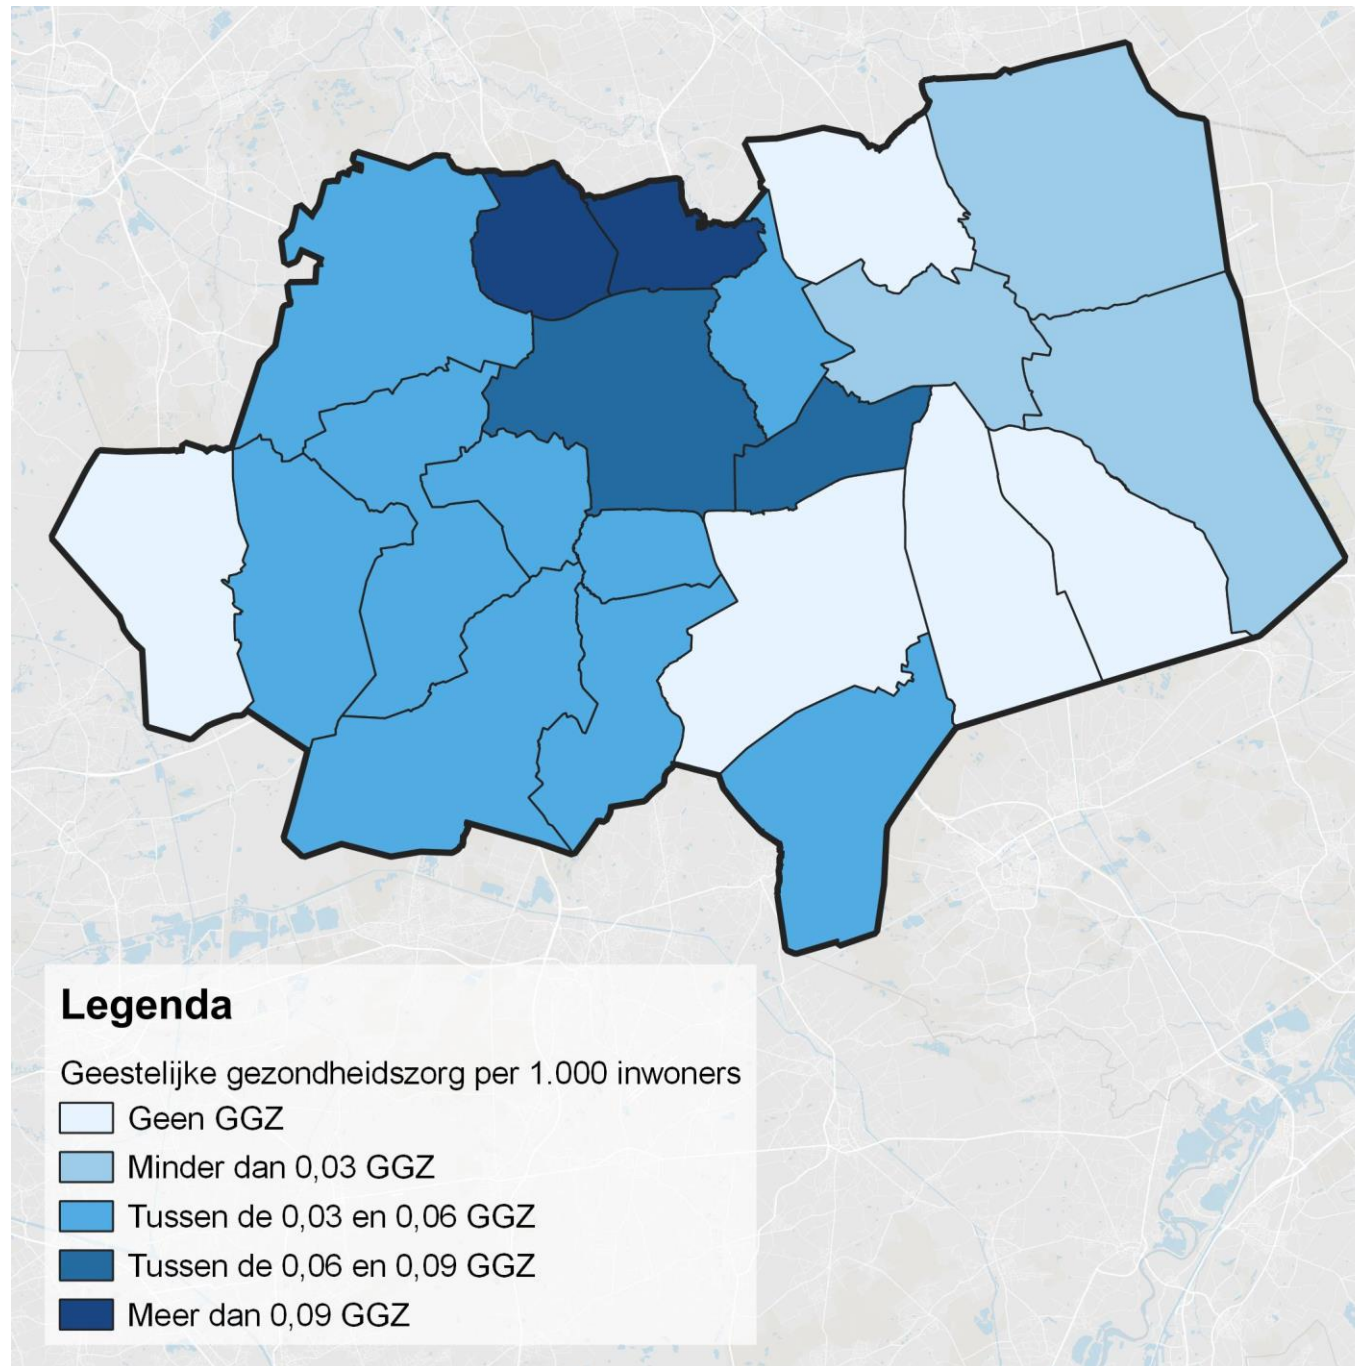 Legenda
Geestelijke gezondheidszorg per 1.000 inwoners
Geen GGZ
Minder dan 0,03 GGZ
Tussen de 0,03 en 0,06 GGZ
Tussen de 0,06 en 0,09 GGZ
Meer dan 0,09 GGZ